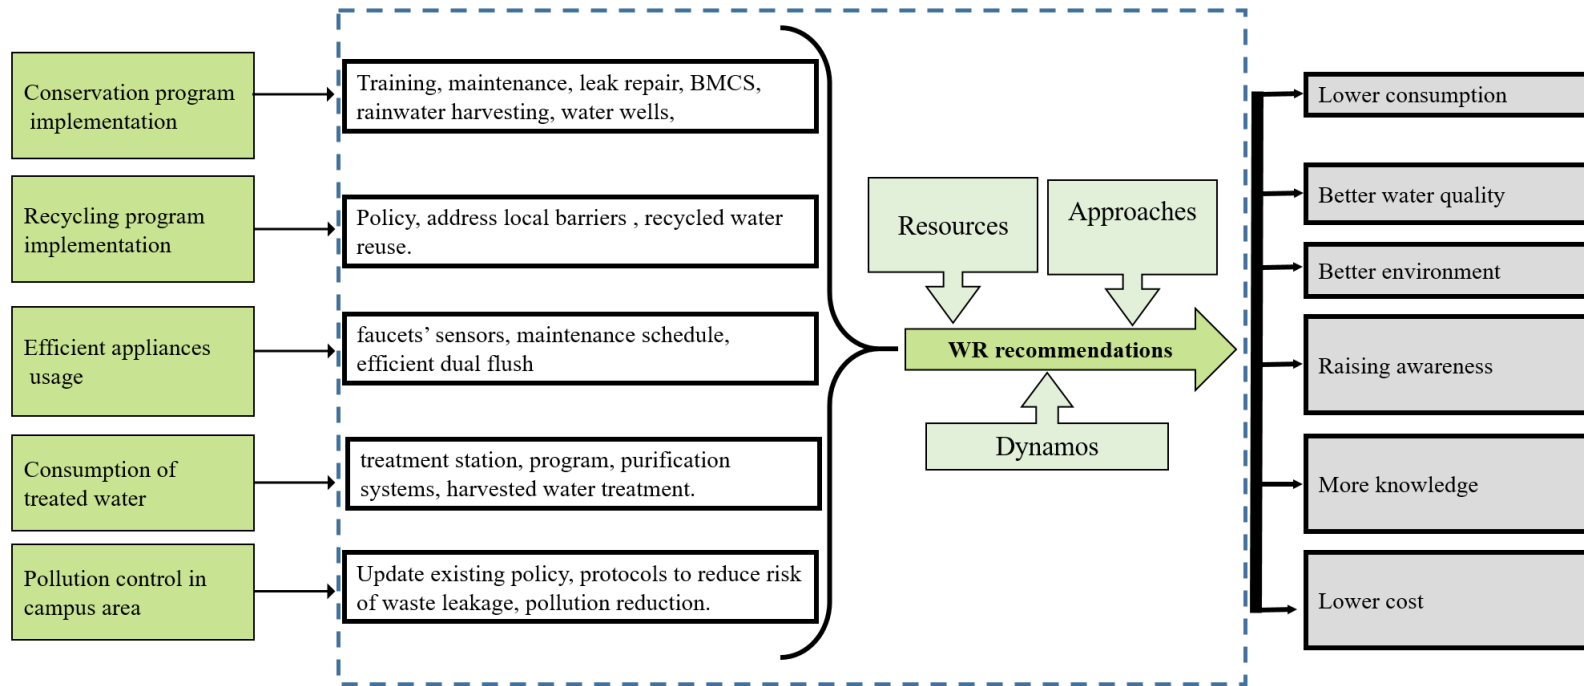 Conservation program
implementation
Recycling program
implementation
Efficient appliances
usage
Consumption of
treated water
Pollution control in
campus area
Training, maintenance, leak repair, BMCS,
rainwater harvesting, water wells,
Policy, address local barriers , recycled water
reuse.
faucets’ sensors, maintenance schedule,
efficient dual flush
treatment station, program, purification
systems, harvested water treatment.
Update existing policy, protocols to reduce risk
of waste leakage, pollution reduction.
Resources
Approaches
WR recommendations
Dynamos
Lower consumption
Better water quality
Better environment
Raising awareness
More knowledge
Lower cost